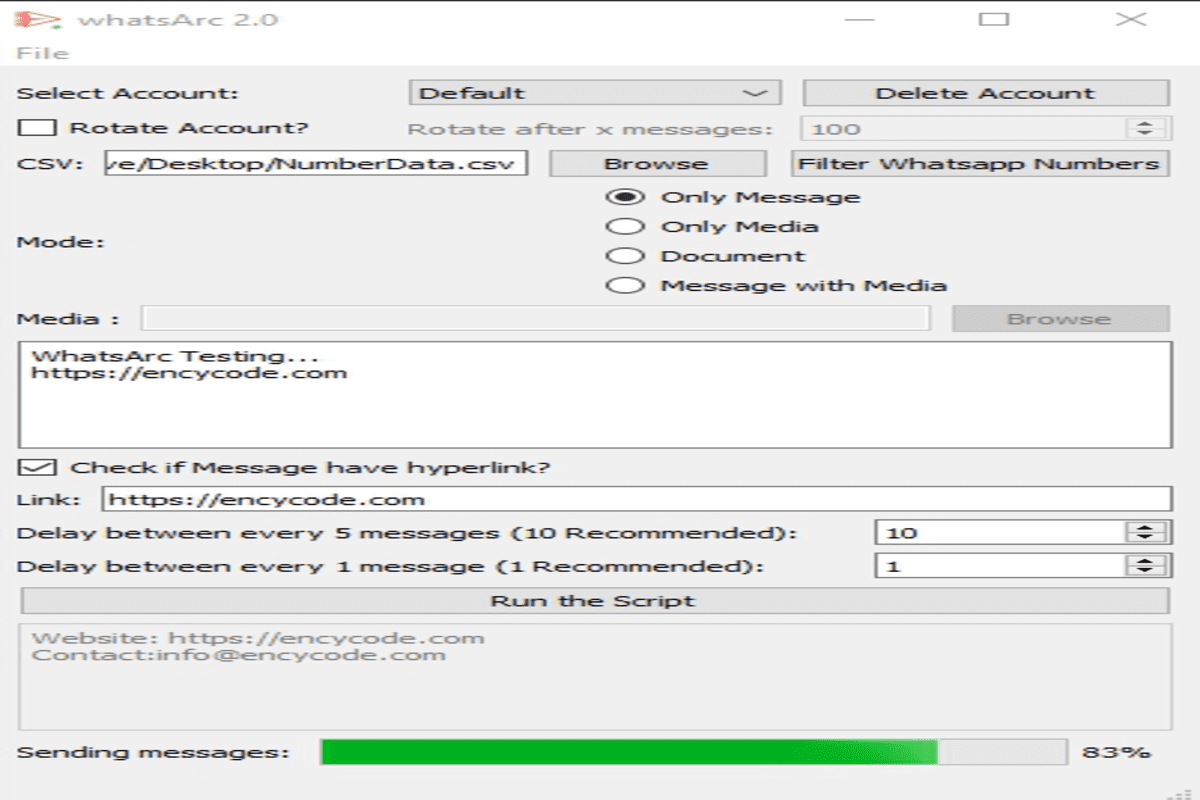 whatsArc 2.0
File
Select Account: Default Delete Account
Rotate Account? Rotate after x messages: 100
CSV: ve/Desktop/NumberData.csv Browse Filter Whatsapp Numbers
Only Message
Only Media
Mode:
Document
Message with Media
Media : Browse
WhatsArc Testing...
https://encycode.com
Check if Message have hyperlink?
Link: https://encycode.com
Delay between every 5 messages (10 Recommended): 10
Delay between every 1 message (1 Recommended): 1
Run the Script
Website: https://encycode.com
Contact:info@encycode.com
Sending messages: 83%